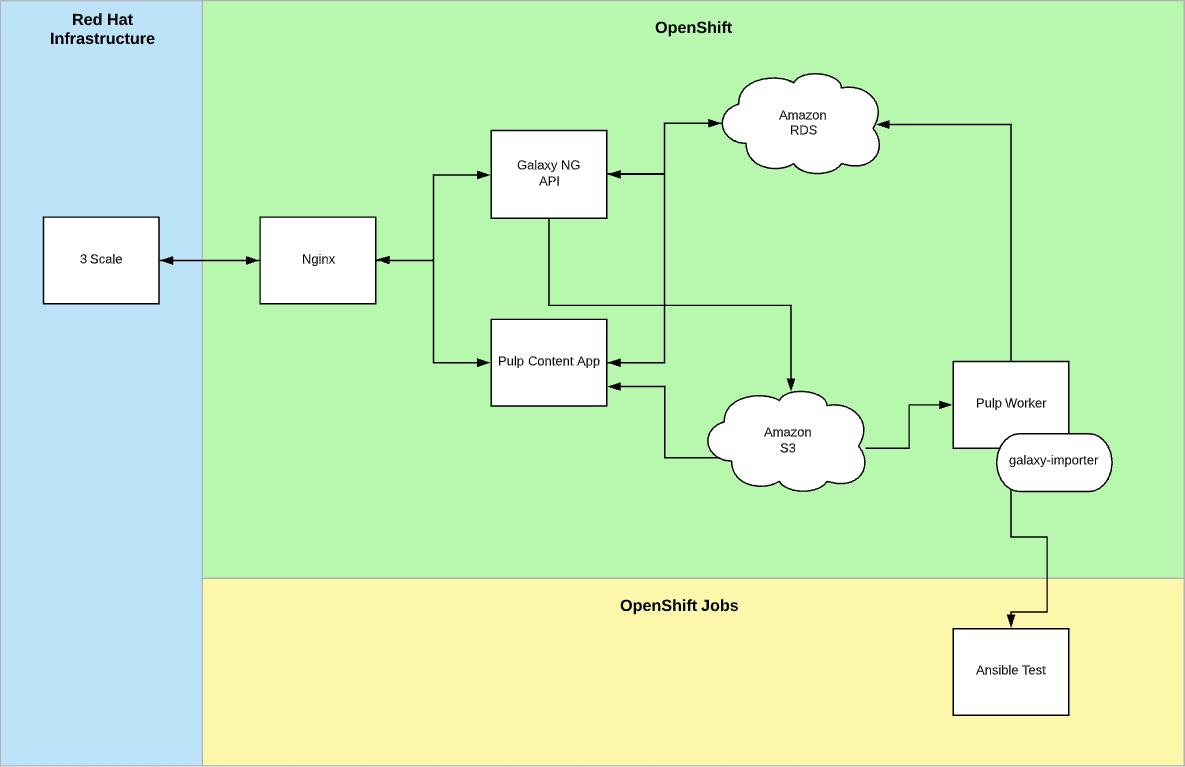 Red Hat
Infrastructure
OpenShift
Amazon
RDS
Galaxy NG
API
3 Scale
Nginx
Pulp Content App
Amazon
S3
Pulp Worker
galaxy-importer
OpenShift Jobs
Ansible Test